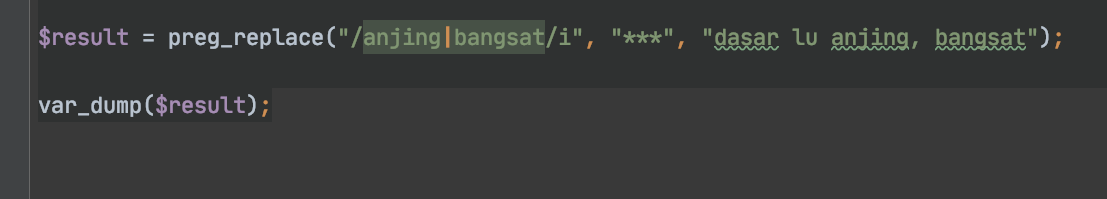 $result = preg_replace("/anjing|bangsat/i", "***", "dasar lu anjing, bangsat");
var_dump($result);